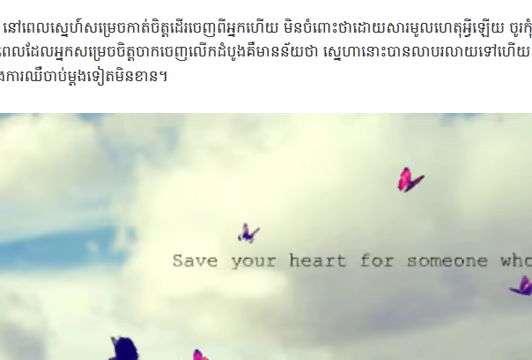 នៅពេលស្នេហ៍សម្រេចកាត់ចិត្តដើរចេញពីអ្នកហើយ មិនចំពោះថាដោយសារមូលហេតុអ្វីឡើយ ចូរកុំ
ពេលដែលអ្នកសម្រេចចិត្តចាកចេញលើកដំបូងគឺមានន័យថា ស្នេហានោះបានលាបរលាយទៅហើយ
ការឈឺចាប់ម្តងទៀតមិនខាន។
Save your heart for someone who